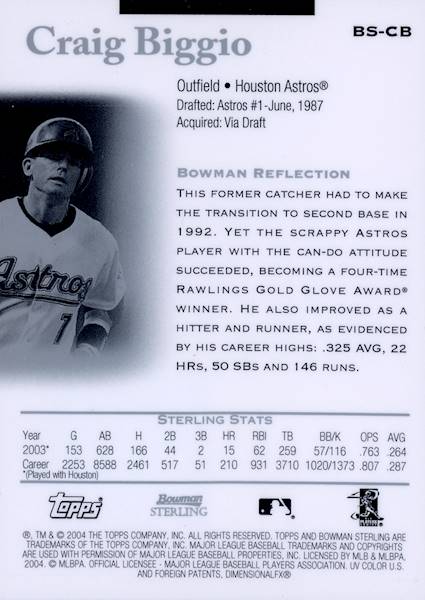 Craig Biggio
BS-CB
Outfield • Houston Astros®
Drafted: Astros #1-June, 1987
Acquired: Via Draft
BOWMAN REFLECTION
THIS FORMER CATCHER HAD TO MAKE
THE TRANSITION TO SECOND BASE IN
1992. YET THE SCRAPPY ASTROS
PLAYER WITH THE CAN-DO ATTITUDE
SUCCEEDED, BECOMING A FOUR-TIME
RAWLINGS GOLD GLOVE AWARD®
WINNER. HE ALSO IMPROVED AS A
HITTER AND RUNNER, AS EVIDENCED
BY HIS CAREER HIGHS: .325 AVG, 22
HRS, 50 SBS AND 146 RUNS.
Astros
7
STERLING STATS
Year G AB H 2B 3B HR RBI TB BB/K OPS AVG
2003* 153 628 166 44 2 15 62 259 57/116 .763 .264
Career 2253 8588 2461 517 51 210 931 3710 1020/1373 .807 .287
*(Played with Houston)
Topps
Bowman
STERLING
®, TM & © 2004 THE TOPPS COMPANY, INC. ALL RIGHTS RESERVED. TOPPS AND BOWMAN STERLING ARE
TRADEMARKS OF THE TOPPS COMPANY, INC. MAJOR LEAGUE BASEBALL TRADEMARKS AND COPYRIGHTS
ARE USED WITH PERMISSION OF MAJOR LEAGUE BASEBALL PROPERTIES, INC. LICENSED BY MLB & MLBPA,
2004. © MLBPA. OFFICIAL LICENSEE - MAJOR LEAGUE BASEBALL PLAYERS ASSOCIATION. UV COLOR U.S.
AND FOREIGN PATENTS, DIMENSIONALFX®